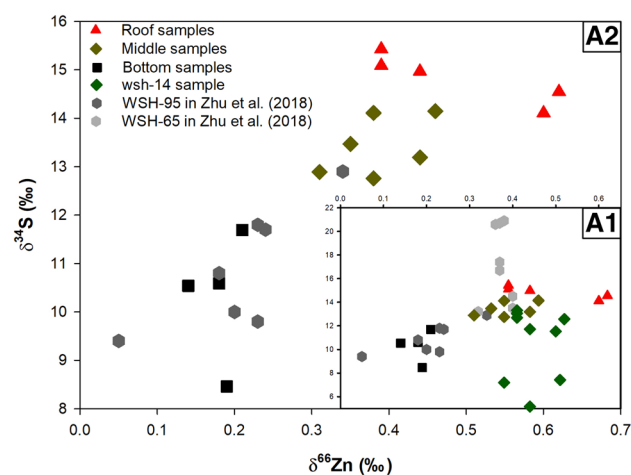 16
15
14
13
12
11
10
9
8
δ34S (‰)
Roof samples
Middle samples
Bottom samples
wsh-14 sample
WSH-95 in Zhu et al. (2018)
WSH-65 in Zhu et al. (2018)
A2
0.0 0.1 0.2 0.3 0.4 0.5 0.6
A1
22
20
18
16
14
12
10
8
6
0.0 0.1 0.2 0.3 0.4 0.5 0.6 0.7
δ66Zn (‰)